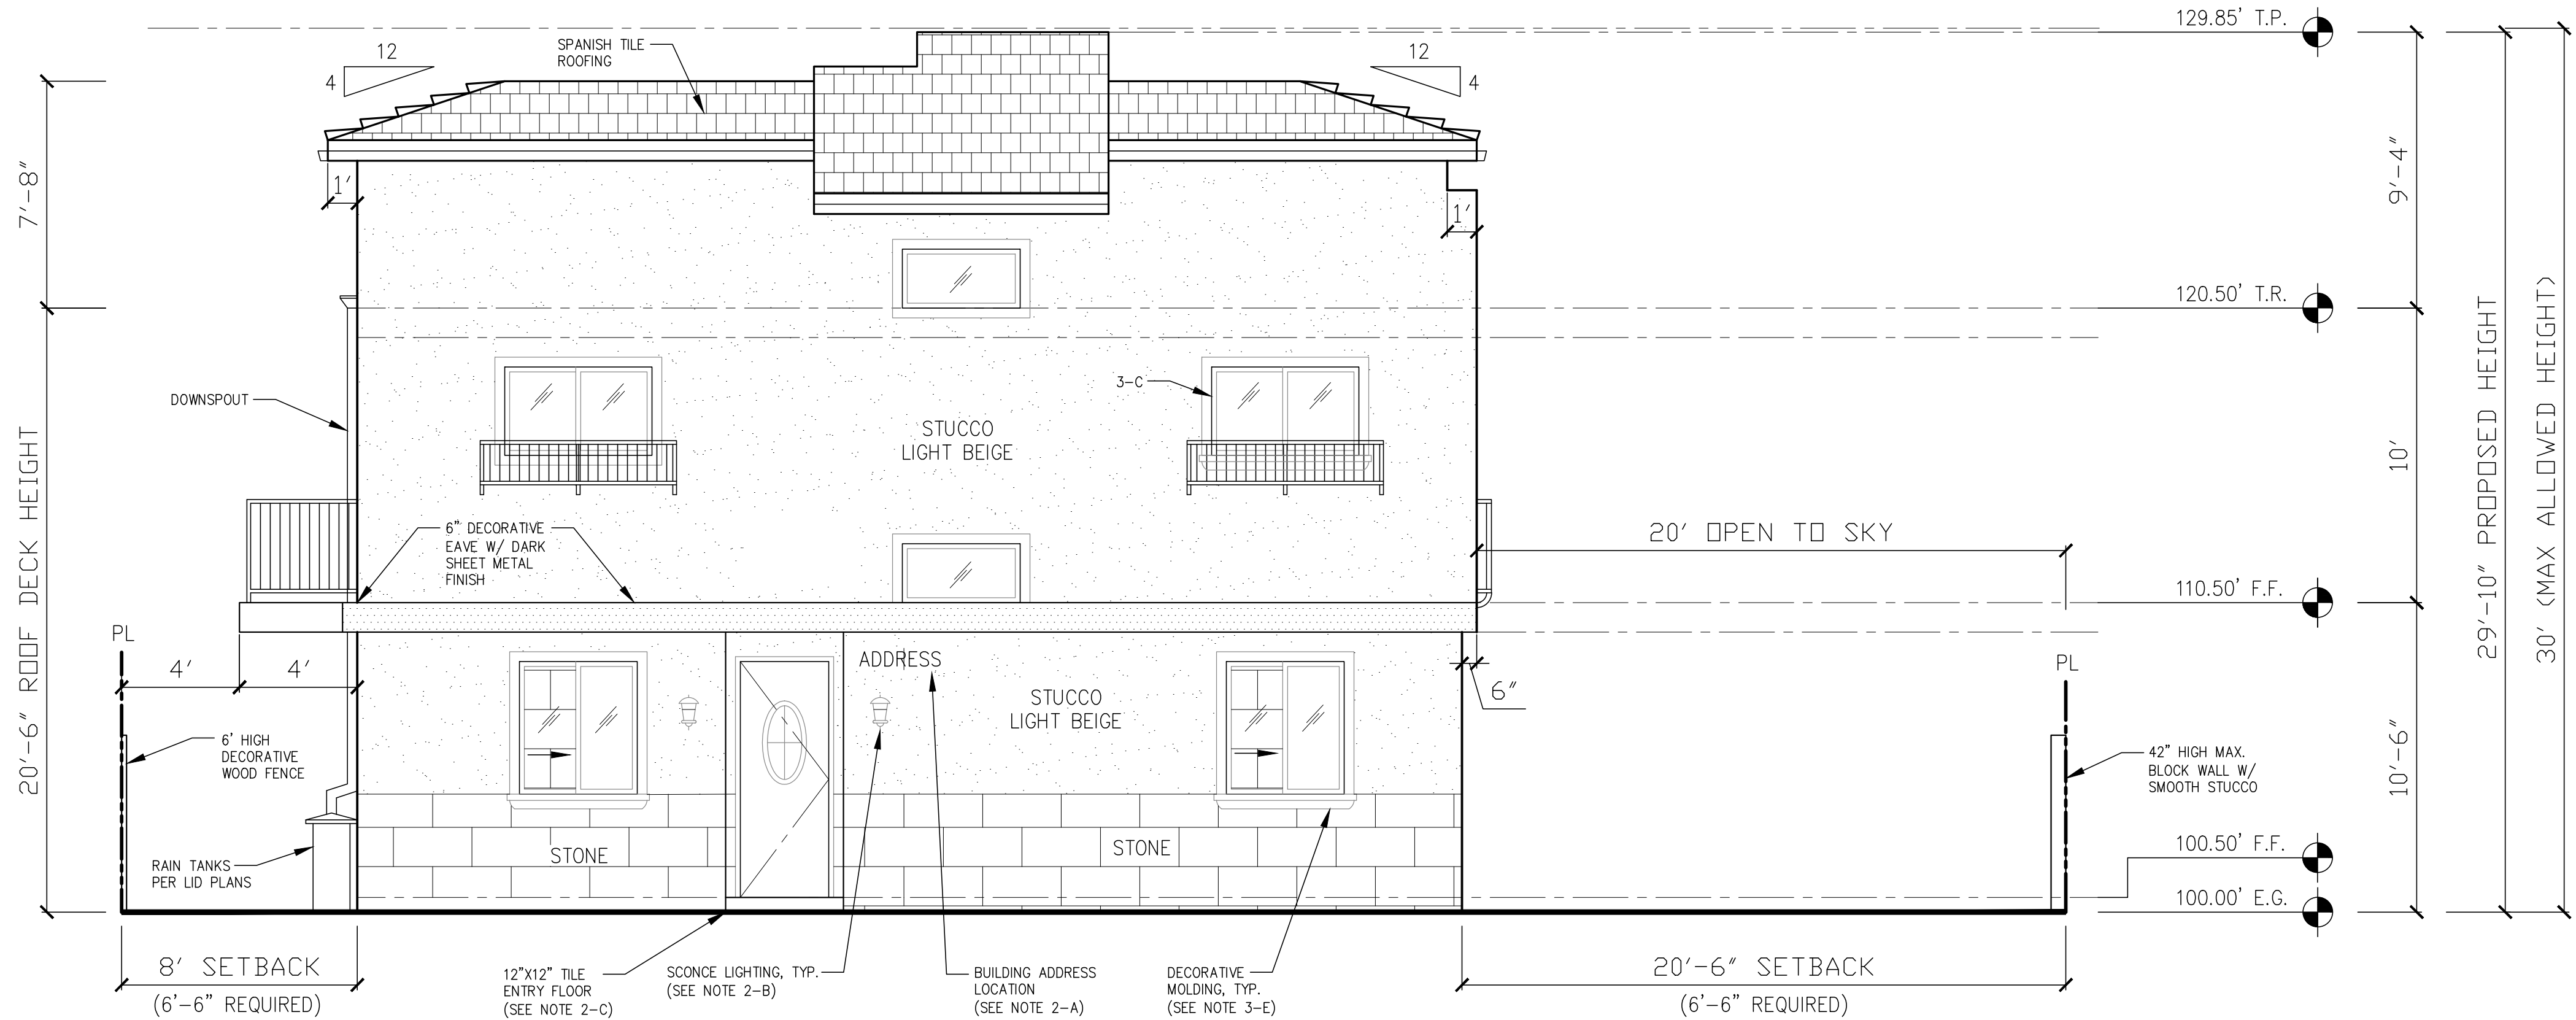 129.85' T.P.
12
4
SPANISH TILE
ROOFING
12
4
7'-8"
9'-4"
1'
1'
120.50' T.R.
DOWNSPOUT
3-C
STUCCO
LIGHT BEIGE
20'-6" ROOF DECK HEIGHT
10'
29'-10" PROPOSED HEIGHT
30' (MAX ALLOWED HEIGHT)
6" DECORATIVE
EAVE W/ DARK
SHEET METAL
FINISH
20' OPEN TO SKY
110.50' F.F.
PL
4'
4'
ADDRESS
STUCCO
LIGHT BEIGE
6"
PL
6' HIGH
DECORATIVE
WOOD FENCE
42" HIGH MAX.
BLOCK WALL W/
SMOOTH STUCCO
10'-6"
RAIN TANKS
PER LID PLANS
STONE
STONE
100.50' F.F.
100.00' E.G.
8' SETBACK
(6'-6" REQUIRED)
12"X12" TILE
ENTRY FLOOR
(SEE NOTE 2-C)
SCONCE LIGHTING, TYP.
(SEE NOTE 2-B)
BUILDING ADDRESS
LOCATION
(SEE NOTE 2-A)
DECORATIVE
MOLDING, TYP.
(SEE NOTE 3-E)
20'-6" SETBACK
(6'-6" REQUIRED)